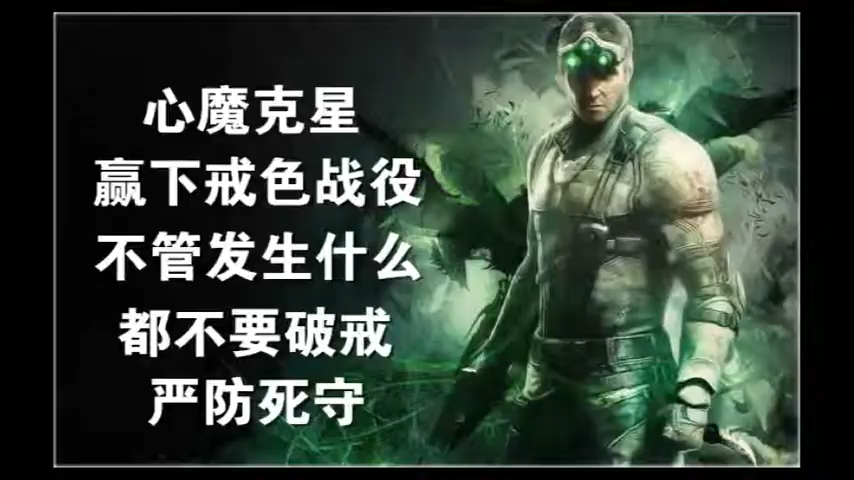 心魔克星
赢下戒色战役
不管发生什么
都不要破戒
严防死守